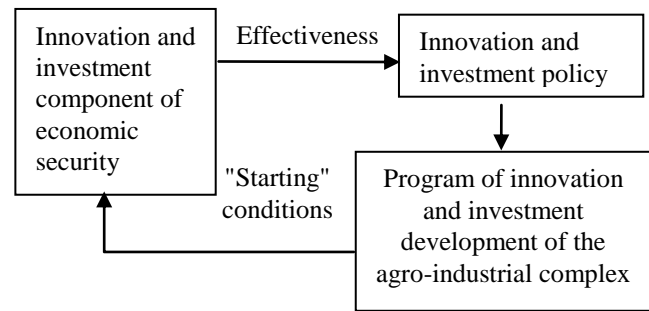 Innovation and
investment
component of
economic
security
Effectiveness
Innovation and
investment policy
"Starting"
conditions
Program of innovation
and investment
development of the
agro-industrial complex